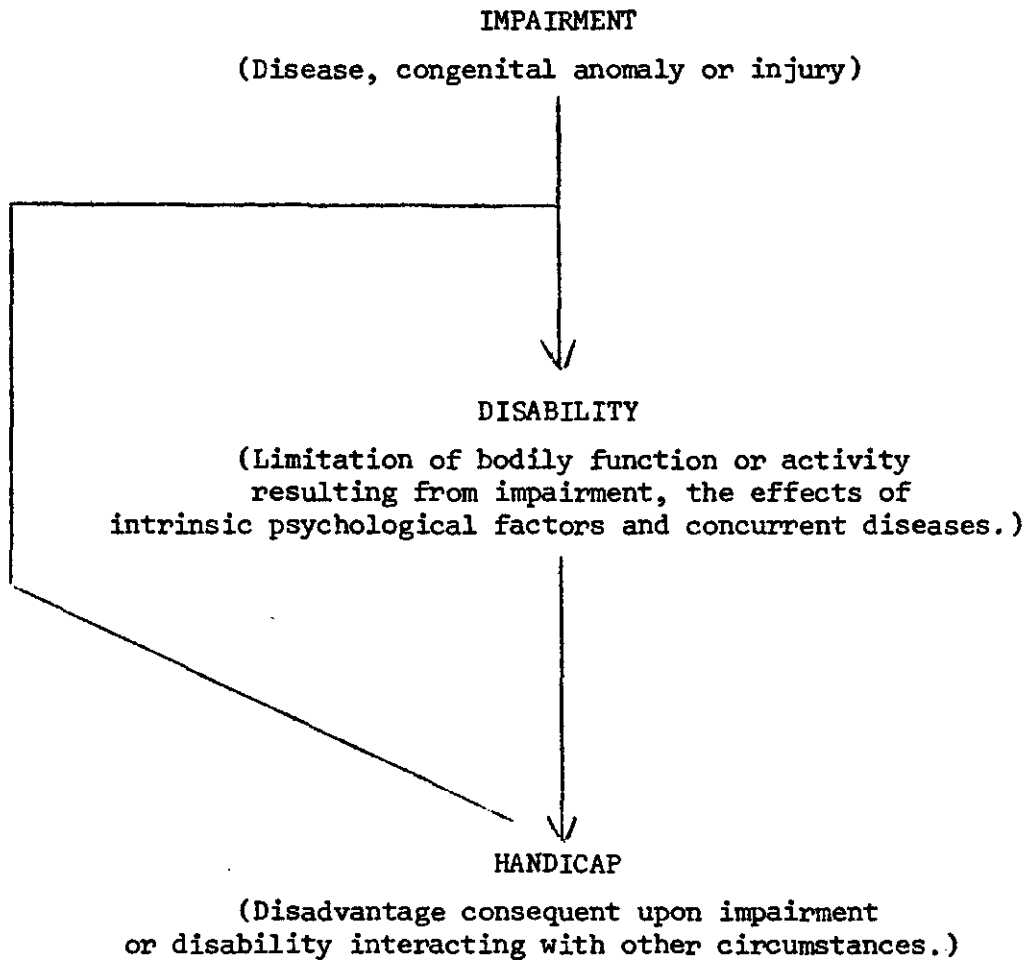 IMPAIRMENT
(Disease, congenital anomaly or injury)
DISABILITY
(Limitation of bodily function or activity
resulting from impairment, the effects of
intrinsic psychological factors and concurrent diseases.)
HANDICAP
(Disadvantage consequent upon impairment
or disability interacting with other circumstances.)